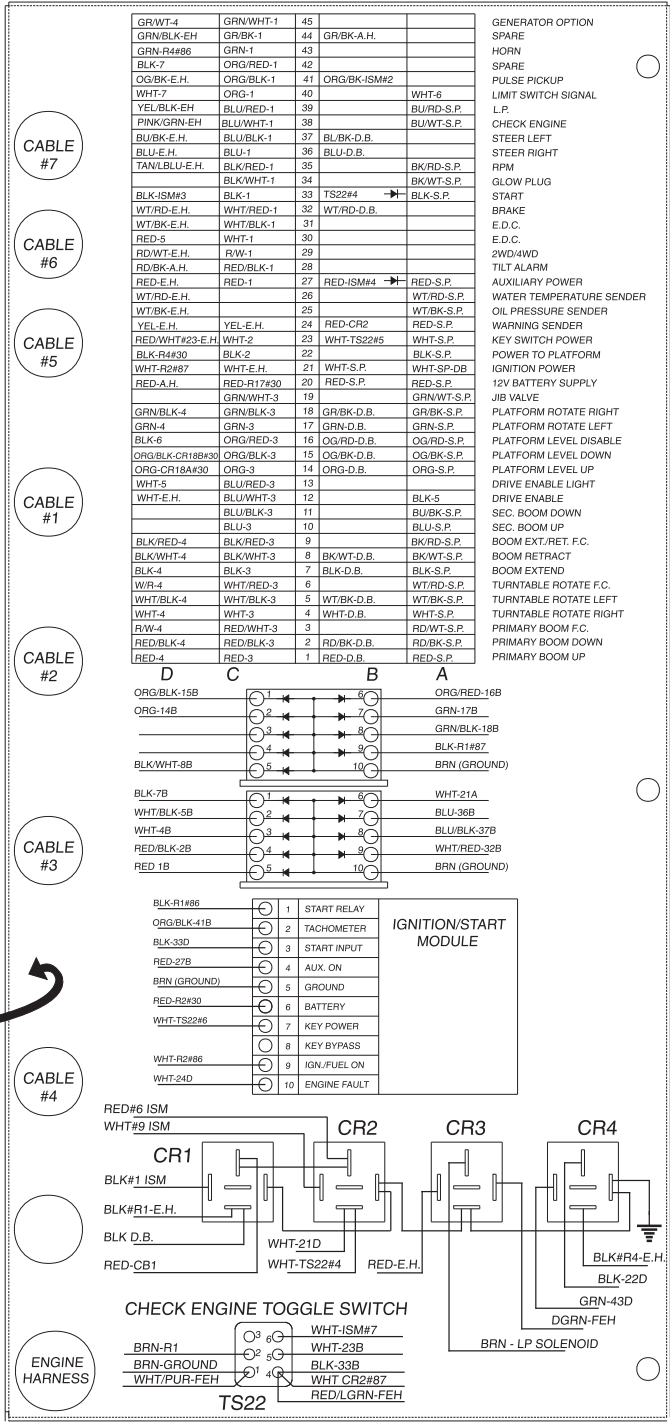 GR/WT-4 GRN/WHT-1 45 GENERATOR OPTION
GRN/BLK-EH GR/BK-1 44 GR/BK-A.H. SPARE
GRN-R4#86 GRN-1 43 HORN
BLK-7 ORG/RED-1 42 SPARE
OG/BK-E.H. ORG/BLK-1 41 ORG/BK-ISM#2 PULSE PICKUP
WHT-7 ORG-1 40 WHT-6 LIMIT SWITCH SIGNAL
YEL/BLK-EH BLU/RED-1 39 BU/RD-S.P. L.P.
PINK/GRN-EH BLU/WHT-1 38 BU/WT-S.P. CHECK ENGINE
BU/BK-E.H. BLU/BLK-1 37 BL/BK-D.B. STEER LEFT
BLU-E.H. BLU-1 36 BLU-D.B. STEER RIGHT
TAN/LBLU-E.H. BLK/RED-1 35 BK/RD-S.P. RPM
BLK/WHT-1 34 BK/WT-S.P. GLOW PLUG
BLK-ISM#3 BLK-1 33 TS22#4 BLK-S.P. START
WT/RD-E.H. WHT/RED-1 32 WT/RD-D.B. BRAKE
WT/BK-E.H. WHT/BLK-1 31 E.D.C.
RED-5 WHT-1 30 E.D.C.
RD/WT-E.H. R/W-1 29 2WD/4WD
RD/BK-A.H. RED/BLK-1 28 TILT ALARM
RED-E.H. RED-1 27 RED-ISM#4 RED-S.P. AUXILIARY POWER
WT/RD-E.H. 26 WT/RD-S.P. WATER TEMPERATURE SENDER
WT/BK-E.H. 25 WT/BK-S.P. OIL PRESSURE SENDER
YEL-E.H. YEL-E.H. 24 RED-CR2 RED-S.P. WARNING SENDER
RED/WHT#23-E.H. WHT-2 23 WHT-TS22#5 WHT-S.P. KEY SWITCH POWER
BLK-R4#30 BLK-2 22 BLK-S.P. POWER TO PLATFORM
WHT-R2#87 WHT-E.H. 21 WHT-S.P. WHT-SP-DB IGNITION POWER
RED-A.H. RED-R17#30 20 RED-S.P. RED-S.P. 12V BATTERY SUPPLY
GRN/WHT-3 19 GRN/WT-S.P. JIB VALVE
GRN/BLK-4 GRN/BLK-3 18 GR/BK-D.B. GR/BK-S.P. PLATFORM ROTATE RIGHT
GRN-4 GRN-3 17 GRN-D.B. GRN-S.P. PLATFORM ROTATE LEFT
BLK-6 ORG/RED-3 16 OG/RD-D.B. OG/RD-S.P. PLATFORM LEVEL DISABLE
ORG/BLK-CR18B#30 ORG/BLK-3 15 OG/BK-D.B. OG/BK-S.P. PLATFORM LEVEL DOWN
ORG-CR18A#30 ORG-3 14 ORG-D.B. ORG-S.P. PLATFORM LEVEL UP
WHT-5 BLU/RED-3 13 DRIVE ENABLE LIGHT
WHT-E.H. BLU/WHT-3 12 BLK-5 DRIVE ENABLE
BLU/BLK-3 11 BU/BK-S.P. SEC. BOOM DOWN
BLU-3 10 BLU-S.P. SEC. BOOM UP
BLK/RED-4 BLK/RED-3 9 BK/RD-S.P. BOOM EXT./RET. F.C.
BLK/WHT-4 BLK/WHT-3 8 BK/WT-D.B. BK/WT-S.P. BOOM RETRACT
BLK-4 BLK-3 7 BLK-D.B. BLK-S.P. BOOM EXTEND
W/R-4 WHT/RED-3 6 WT/RD-S.P. TURNTABLE ROTATE F.C.
WHT/BLK-4 WHT/BLK-3 5 WT/BK-D.B. WT/BK-S.P. TURNTABLE ROTATE LEFT
WHT-4 WHT-3 4 WHT-D.B. WHT-S.P. TURNTABLE ROTATE RIGHT
R/W-4 RED/WHT-3 3 RD/WT-S.P. PRIMARY BOOM F.C.
RED/BLK-4 RED/BLK-3 2 RD/BK-D.B. RD/BK-S.P. PRIMARY BOOM DOWN
RED-4 RED-3 1 RED-D.B. RED-S.P. PRIMARY BOOM UP
D C B A
CABLE
#7
CABLE
#6
CABLE
#5
CABLE
#1
CABLE
#2
CABLE
#3
CABLE
#4
ENGINE
HARNESS
ORG/BLK-15B 1 6 ORG/RED-16B
ORG-14B 2 7 GRN-17B
3 8 GRN/BLK-18B
4 9 BLK-R1#87
BLK/WHT-8B 5 10 BRN (GROUND)
BLK-7B 1 6 WHT-21A
WHT/BLK-5B 2 7 BLU-36B
WHT-4B 3 8 BLU/BLK-37B
RED/BLK-2B 4 9 WHT/RED-32B
RED 1B 5 10 BRN (GROUND)
BLK-R1#86 1 START RELAY
ORG/BLK-41B 2 TACHOMETER
BLK-33D 3 START INPUT
RED-27B 4 AUX. ON
BRN (GROUND) 5 GROUND
RED-R2#30 6 BATTERY
WHT-TS22#6 7 KEY POWER
8 KEY BYPASS
WHT-R2#86 9 IGN./FUEL ON
WHT-24D 10 ENGINE FAULT
IGNITION/START
MODULE
RED#6 ISM
WHT#9 ISM
CR1 CR2 CR3 CR4
BLK#1 ISM
BLK#R1-E.H.
BLK D.B.
RED-CB1
WHT-21D
WHT-TS22#4
RED-E.H.
BLK#R4-E.H.
BLK-22D
GRN-43D
DGRN-FEH
BRN - LP SOLENOID
CHECK ENGINE TOGGLE SWITCH
3 6 WHT-ISM#7
BRN-R1 2 5 WHT-23B
BRN-GROUND 1 4 BLK-33B
WHT/PUR-FEH WHT CR2#87
RED/LGRN-FEH
TS22